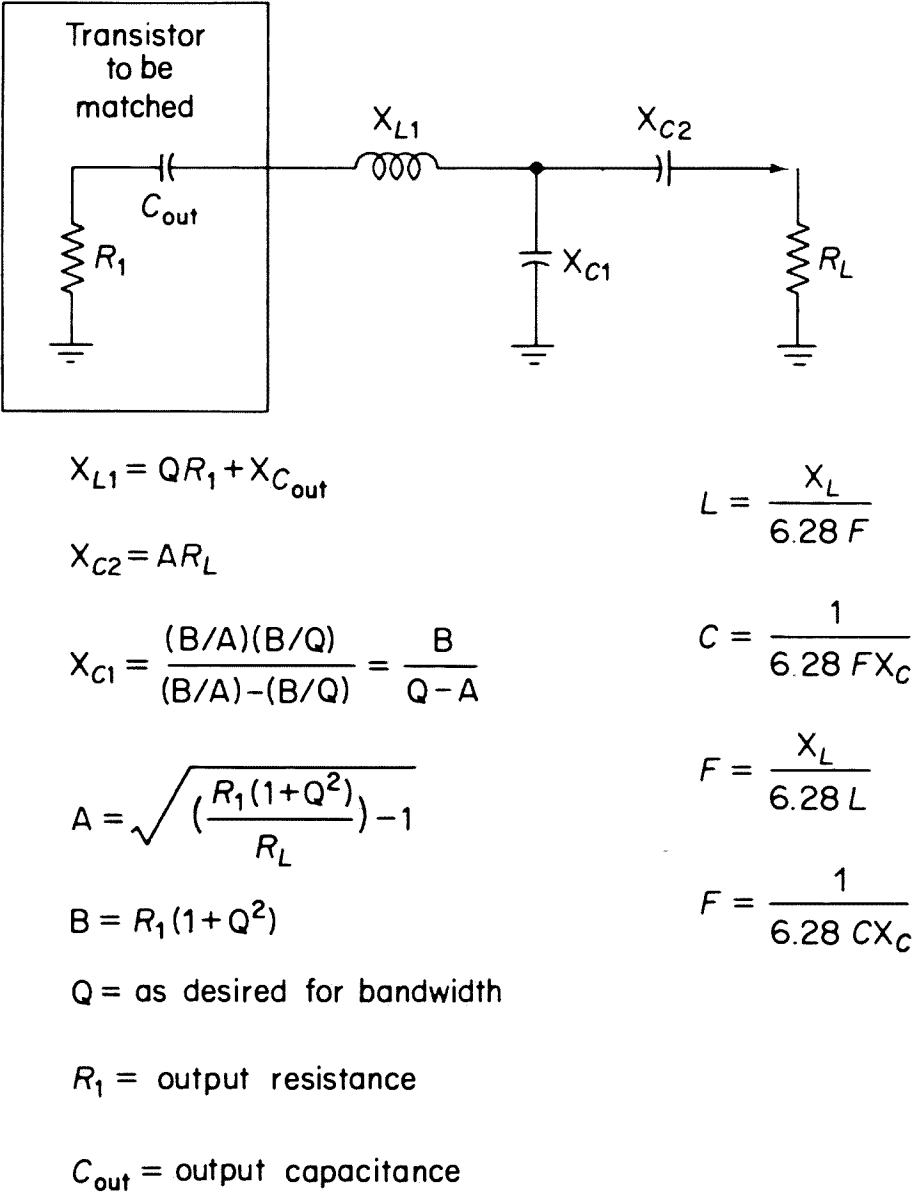 Transistor
to be
matched
X_L1
X_C2
C_out
R_1
X_C1
R_L
X_L1 = QR_1 + X_C_out
X_C2 = AR_L
X_C1 = (B/A)(B/Q) / (B/A)-(B/Q) = B / Q-A
A = √((R_1(1+Q²) / R_L) -1)
B = R_1(1+Q²)
Q = as desired for bandwidth
R_1 = output resistance
C_out = output capacitance
L = X_L / 6.28 F
C = 1 / 6.28 FX_C
F = X_L / 6.28 L
F = 1 / 6.28 CX_C